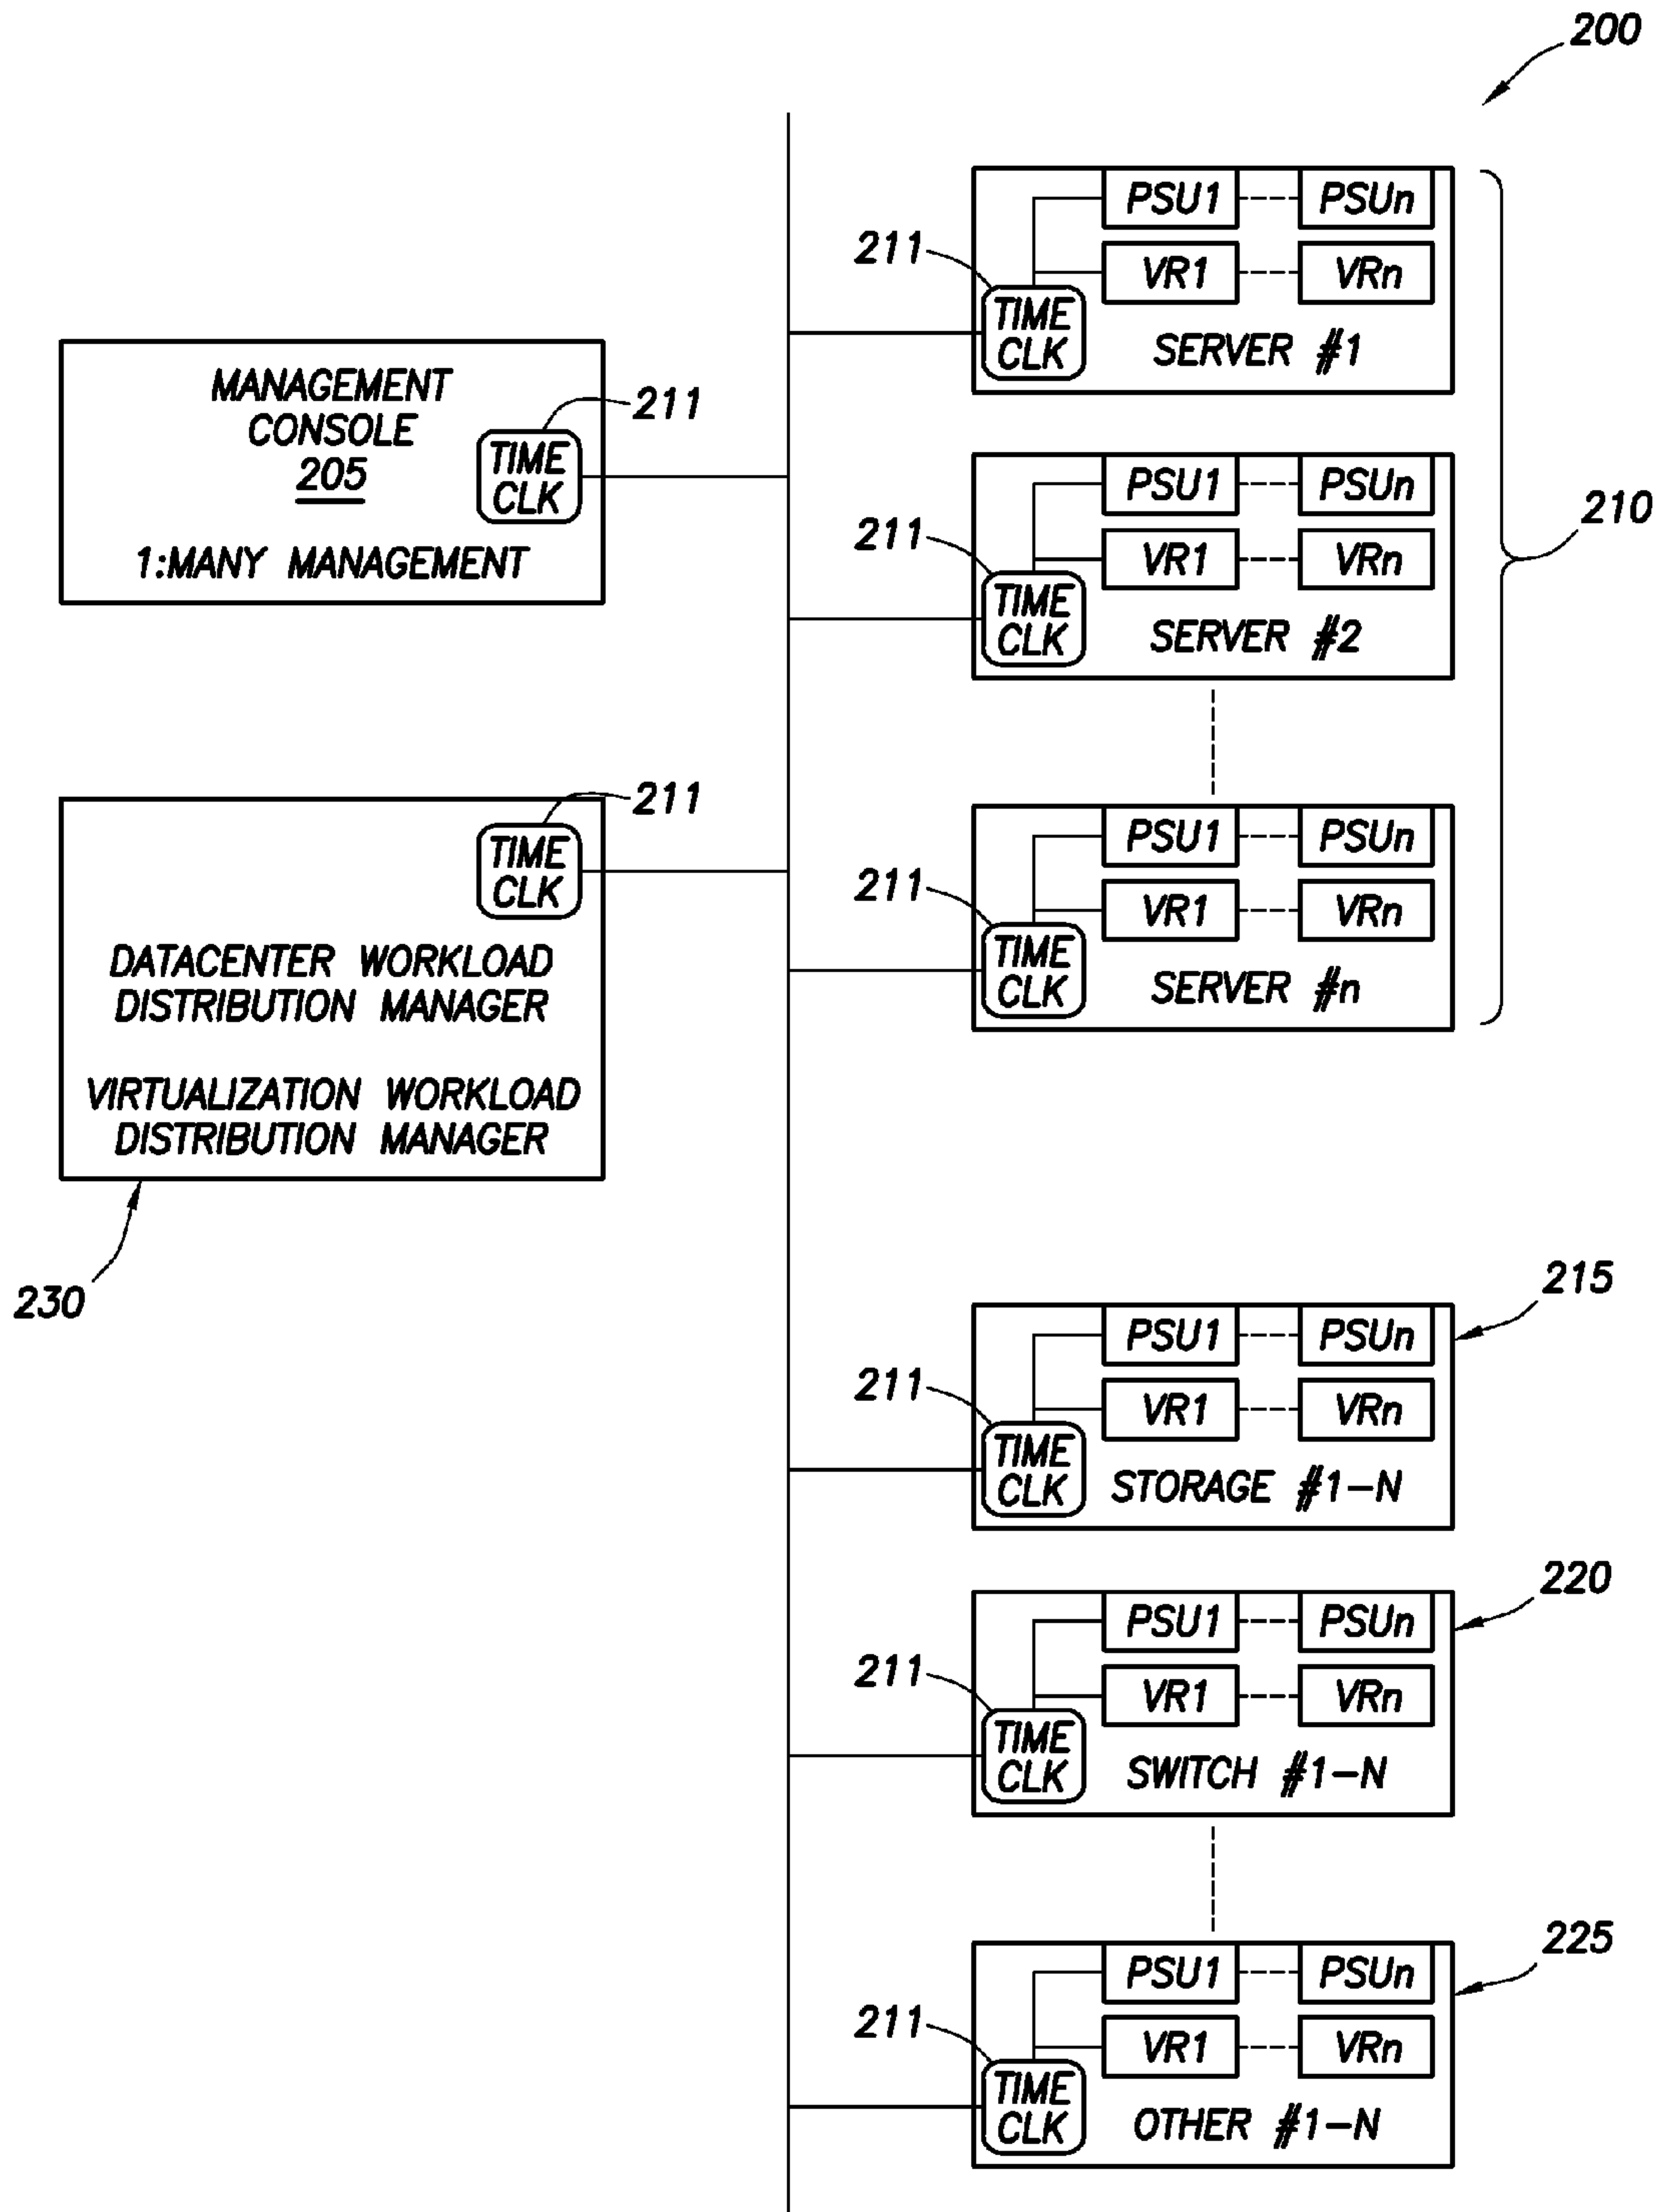 200
PSU1 PSUn
211
VR1 VRn
TIME
CLK
SERVER #1
MANAGEMENT
CONSOLE
205
211
TIME
CLK
1:MANY MANAGEMENT
PSU1 PSUn
211
VR1 VRn
TIME
CLK
SERVER #2
210
211
TIME
CLK
DATACENTER WORKLOAD
DISTRIBUTION MANAGER
VIRTUALIZATION WORKLOAD
DISTRIBUTION MANAGER
230
PSU1 PSUn
211
VR1 VRn
TIME
CLK
SERVER #n
215
PSU1 PSUn
211
VR1 VRn
TIME
CLK
STORAGE #1-N
220
PSU1 PSUn
211
VR1 VRn
TIME
CLK
SWITCH #1-N
225
PSU1 PSUn
211
VR1 VRn
TIME
CLK
OTHER #1-N